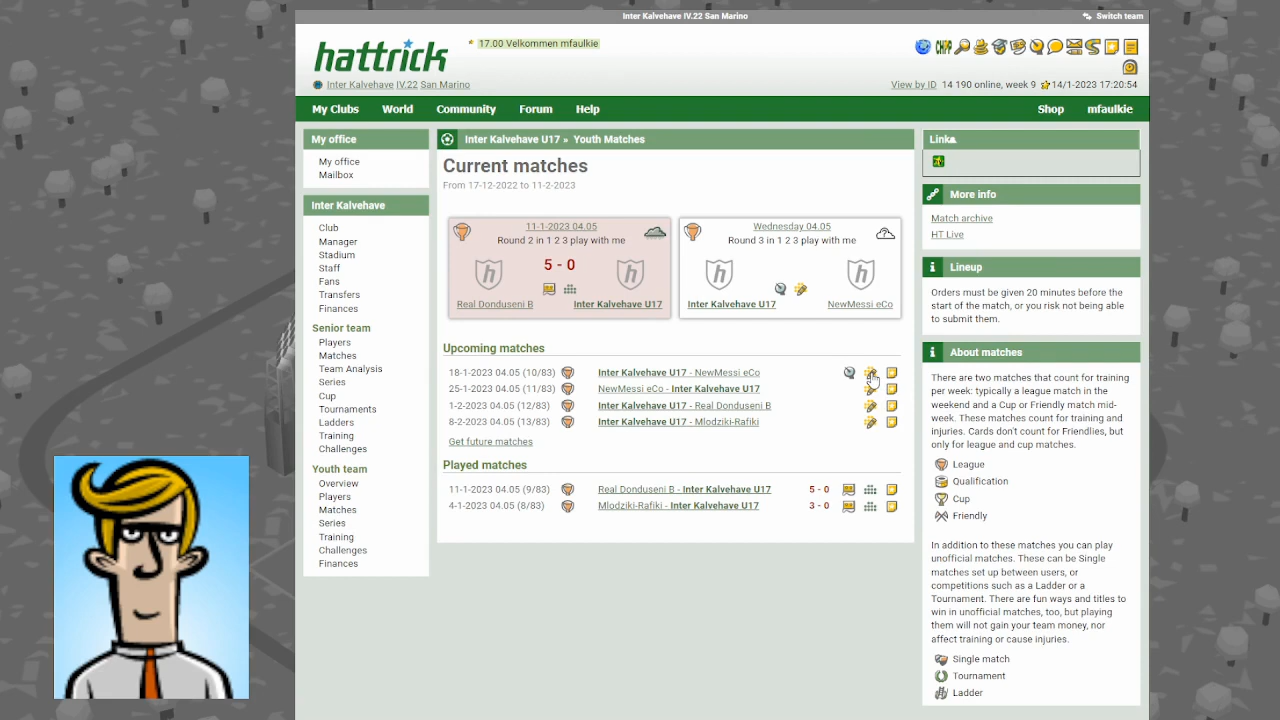 Inter Kalvehave IV.22 San Marino
Switch team
hattrick
17.00 Velkommen mfaulkie
CHPP
Inter Kalvehave IV.22 San Marino
View by ID 14 190 online, week 9 14/1-2023 17:20:54
My Clubs World Community Forum Help Shop mfaulkie
My office
My office
Mailbox
Inter Kalvehave
Club
Manager
Stadium
Staff
Fans
Transfers
Finances
Senior team
Players
Matches
Team Analysis
Series
Cup
Tournaments
Ladders
Training
Challenges
Youth team
Overview
Players
Matches
Series
Training
Challenges
Finances
Inter Kalvehave U17 » Youth Matches
Current matches
From 17-12-2022 to 11-2-2023
11-1-2023 04.05
Round 2 in 1 2 3 play with me
5 - 0
h h
Real Donduseni B Inter Kalvehave U17
Wednesday 04.05
Round 3 in 1 2 3 play with me
?
h h
Inter Kalvehave U17 NewMessi eCo
Upcoming matches
18-1-2023 04.05 (10/83) Inter Kalvehave U17 - NewMessi eCo
25-1-2023 04.05 (11/83) NewMessi eCo - Inter Kalvehave U17
1-2-2023 04.05 (12/83) Inter Kalvehave U17 - Real Donduseni B
8-2-2023 04.05 (13/83) Inter Kalvehave U17 - Mlodziki-Rafiki
Get future matches
Played matches
11-1-2023 04.05 (9/83) Real Donduseni B - Inter Kalvehave U17 5 - 0
4-1-2023 04.05 (8/83) Mlodziki-Rafiki - Inter Kalvehave U17 3 - 0
Links
More info
Match archive
HT Live
Lineup
Orders must be given 20 minutes before
the start of the match, or you risk not being able
to submit them.
About matches
There are two matches that count for training
per week: typically a league match in the
weekend and a Cup or Friendly match mid-
week. These matches count for training and
injuries. Cards don't count for Friendlies, but
only for league and cup matches.
League
Qualification
Cup
Friendly
In addition to these matches you can play
unofficial matches. These can be Single
matches set up between users, or
competitions such as a Ladder or a
Tournament. There are fun ways and titles to
win in unofficial matches, too, but playing
them will not gain your team money, nor
affect training or cause injuries.
Single match
Tournament
Ladder